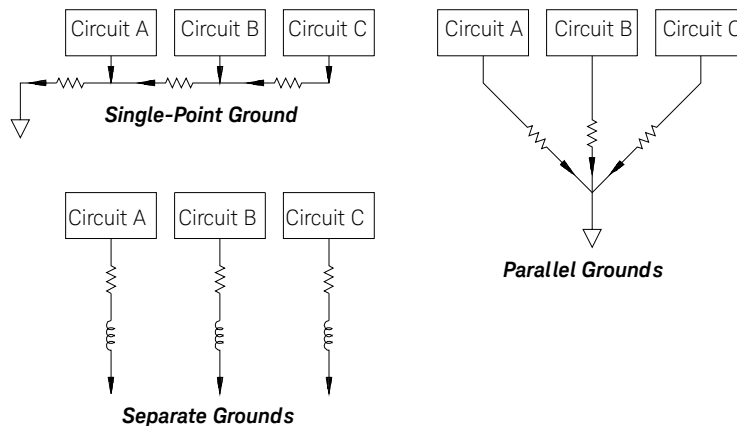 Circuit A Circuit B Circuit C
Single-Point Ground
Circuit A Circuit B Circuit C
Separate Grounds
Circuit A Circuit B Circuit C
Parallel Grounds